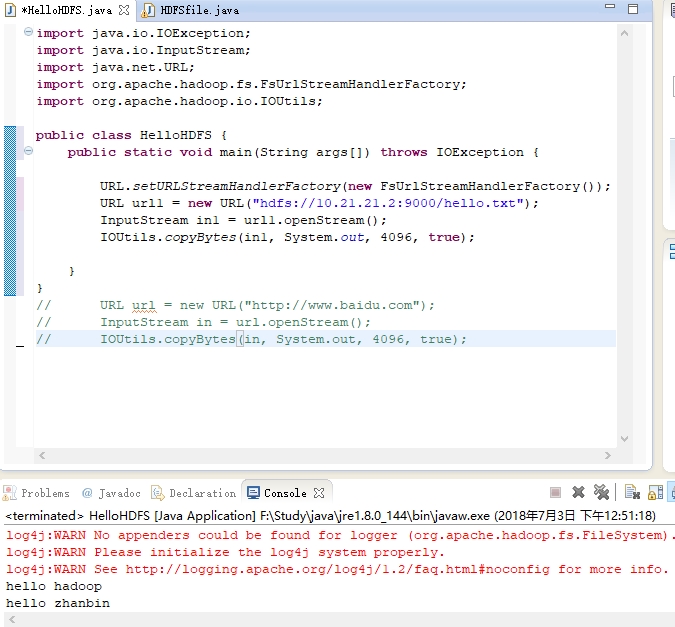 *HelloHDFS.java HDFSfile.java
import java.io.IOException;
import java.io.InputStream;
import java.net.URL;
import org.apache.hadoop.fs.FsUrlStreamHandlerFactory;
import org.apache.hadoop.io.IOUtils;
public class HelloHDFS {
public static void main(String args[]) throws IOException {
URL.setURLStreamHandlerFactory(new FsUrlStreamHandlerFactory());
URL url1 = new URL("hdfs://10.21.21.2:9000/hello.txt");
InputStream in1 = url1.openStream();
IOUtils.copyBytes(in1, System.out, 4096, true);
}
}
// URL url = new URL("http://www.baidu.com");
// InputStream in = url.openStream();
// IOUtils.copyBytes(in, System.out, 4096, true);
Problems @ Javadoc Declaration Console
<terminated> HelloHDFS [Java Application] F:\Study\java\jre1.8.0_144\bin\javaw.exe (2018年7月3日 下午12:51:18)
log4j:WARN No appenders could be found for logger (org.apache.hadoop.fs.FileSystem).
log4j:WARN Please initialize the log4j system properly.
log4j:WARN See http://logging.apache.org/log4j/1.2/faq.html#noconfig for more info.
hello hadoop
hello zhanbin